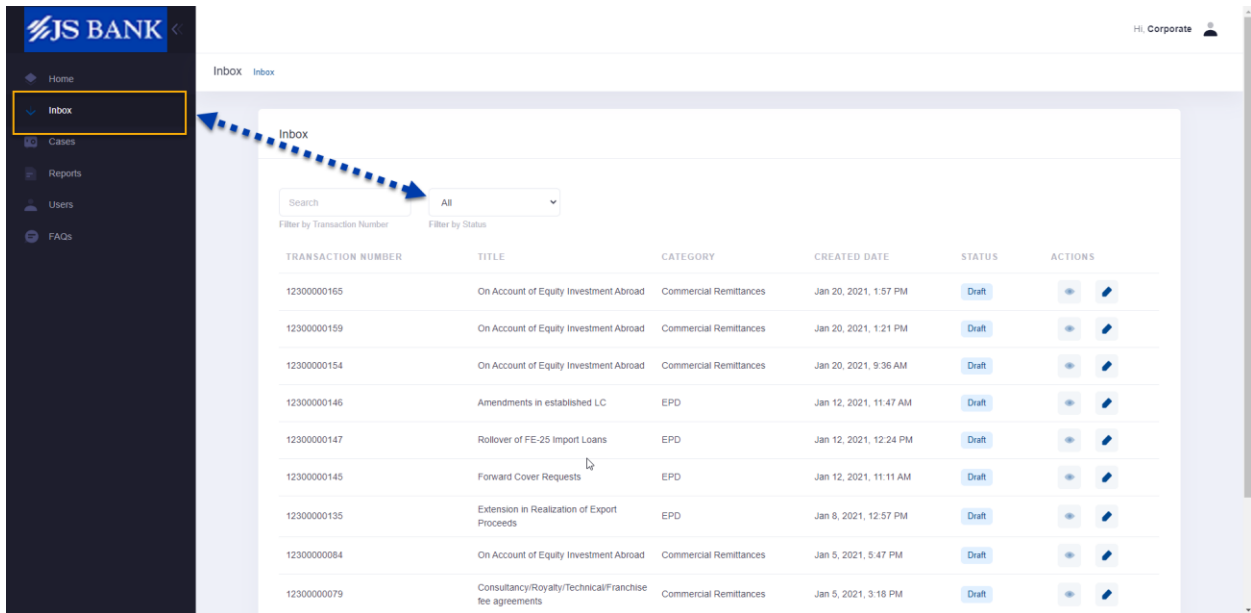 JS BANK
Hi, Corporate
Home
Inbox
Cases
Reports
Users
FAQs
Inbox Inbox
Inbox
Search All
Filter by Transaction Number Filter by Status
TRANSACTION NUMBER TITLE CATEGORY CREATED DATE STATUS ACTIONS
12300000165 On Account of Equity Investment Abroad Commercial Remittances Jan 20, 2021, 1:57 PM Draft
12300000159 On Account of Equity Investment Abroad Commercial Remittances Jan 20, 2021, 1:21 PM Draft
12300000154 On Account of Equity Investment Abroad Commercial Remittances Jan 20, 2021, 9:36 AM Draft
12300000146 Amendments in established LC EPD Jan 12, 2021, 11:47 AM Draft
12300000147 Rollover of FE-25 Import Loans EPD Jan 12, 2021, 12:24 PM Draft
12300000145 Forward Cover Requests EPD Jan 12, 2021, 11:11 AM Draft
12300000135 Extension in Realization of Export EPD Jan 8, 2021, 12:57 PM Draft
Proceeds
12300000084 On Account of Equity Investment Abroad Commercial Remittances Jan 5, 2021, 5:47 PM Draft
12300000079 Consultancy/Royalty/Technical/Franchise Commercial Remittances Jan 5, 2021, 3:18 PM Draft
fee agreements